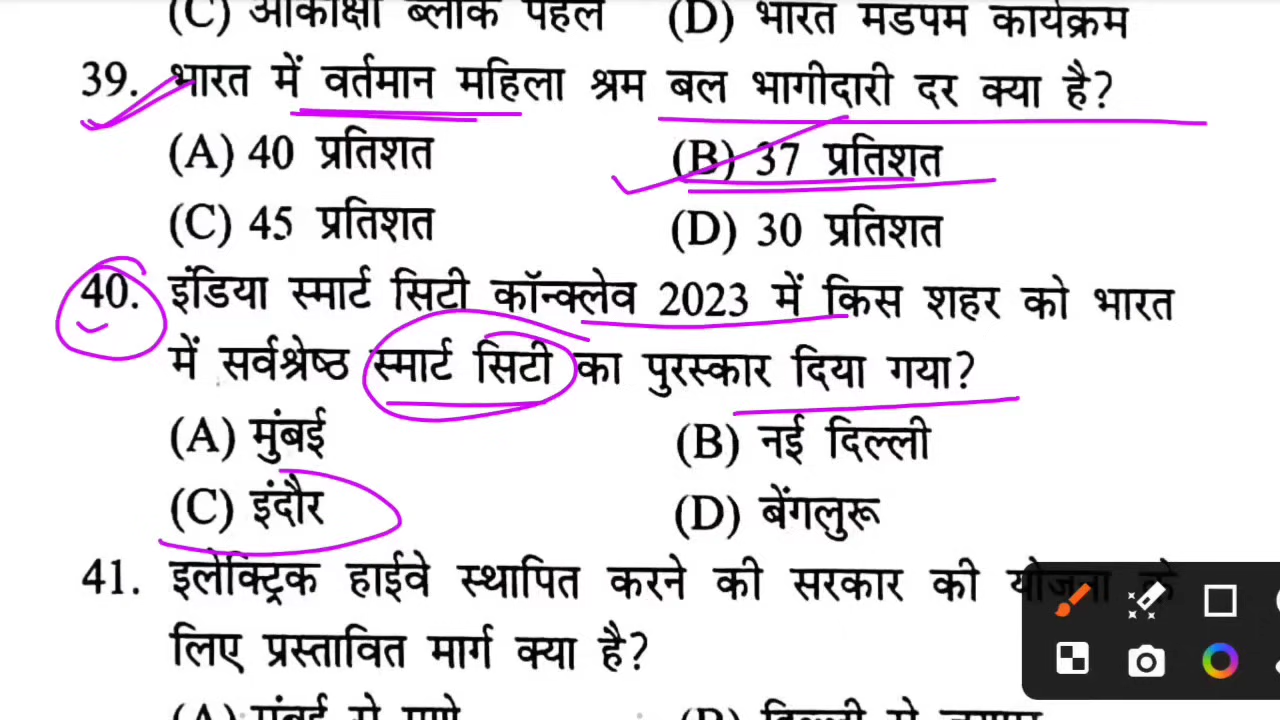 (C) आकांक्षा ब्लॉक पहल (D) भारत मंडपम कार्यक्रम
39. भारत में वर्तमान महिला श्रम बल भागीदारी दर क्या है?
(A) 40 प्रतिशत (B) 37 प्रतिशत
(C) 45 प्रतिशत (D) 30 प्रतिशत
40. इंडिया स्मार्ट सिटी कॉन्क्लेव 2023 में किस शहर को भारत
में सर्वश्रेष्ठ स्मार्ट सिटी का पुरस्कार दिया गया?
(A) मुंबई (B) नई दिल्ली
(C) इंदौर (D) बेंगलुरू
41. इलेक्ट्रिक हाईवे स्थापित करने की सरकार की योजना के
लिए प्रस्तावित मार्ग क्या है?
(A) मुंबई से पुणे (B) दिल्ली से जयपुर